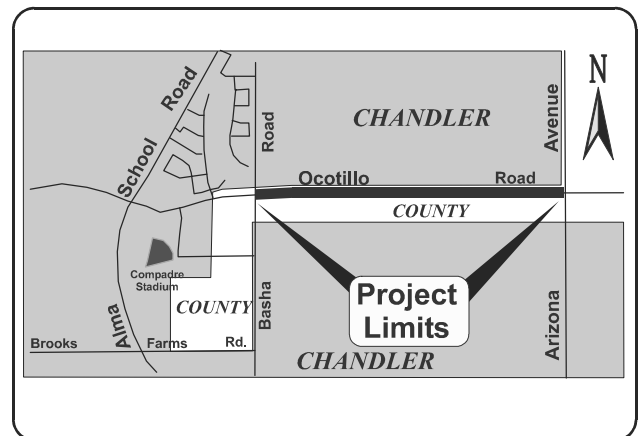 N
CHANDLER
Road
School
Road
Avenue
Ocotillo Road
COUNTY
Compadre
Stadium
COUNTY
Basha
Project
Limits
Arizona
Alma
Brooks Farms Rd.
CHANDLER